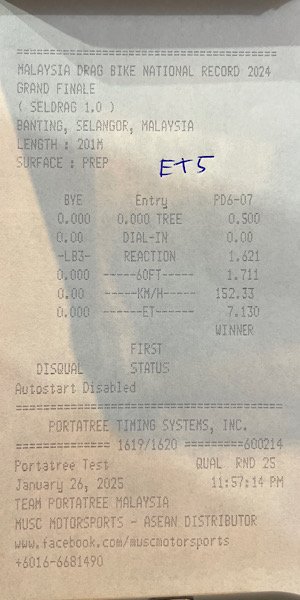 ==================================
MALAYSIA DRAG BIKE NATIONAL RECORD 2024
GRAND FINALE
( SELDRAG 1.0 )
BANTING, SELANGOR, MALAYSIA
LENGTH : 201M
SURFACE : PREP
ET5
BYE Entry PD6-07
0.000 0.000 TREE 0.500
0.00 DIAL-IN 0.00
-LB3- REACTION 1.621
0.000 -----60FT----- 1.711
0.00 -----KM/H----- 152.33
0.000 ------ET------ 7.130
WINNER
FIRST
DISQUAL STATUS
Autostart Disabled
==================================
PORTATREE TIMING SYSTEMS, INC.
============== 1619/1620 =========600214
Portatree Test QUAL RND 25
January 26, 2025 11:57:14 PM
TEAM PORTATREE MALAYSIA
MUSC MOTORSPORTS - ASEAN DISTRIBUTOR
www.facebook.com/muscmotorsports
+6016-6681490